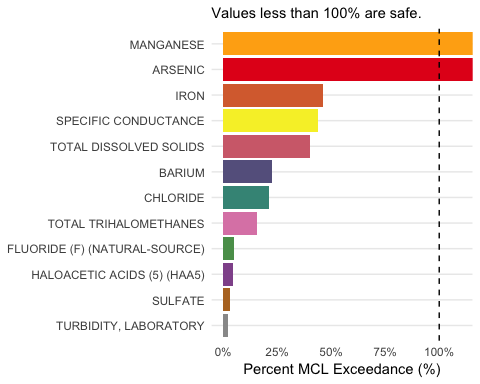 Values less than 100% are safe.
MANGANESE
ARSENIC
IRON
SPECIFIC CONDUCTANCE
TOTAL DISSOLVED SOLIDS
BARIUM
CHLORIDE
TOTAL TRIHALOMETHANES
FLUORIDE (F) (NATURAL-SOURCE)
HALOACETIC ACIDS (5) (HAA5)
SULFATE
TURBIDITY, LABORATORY
0% 25% 50% 75% 100%
Percent MCL Exceedance (%)